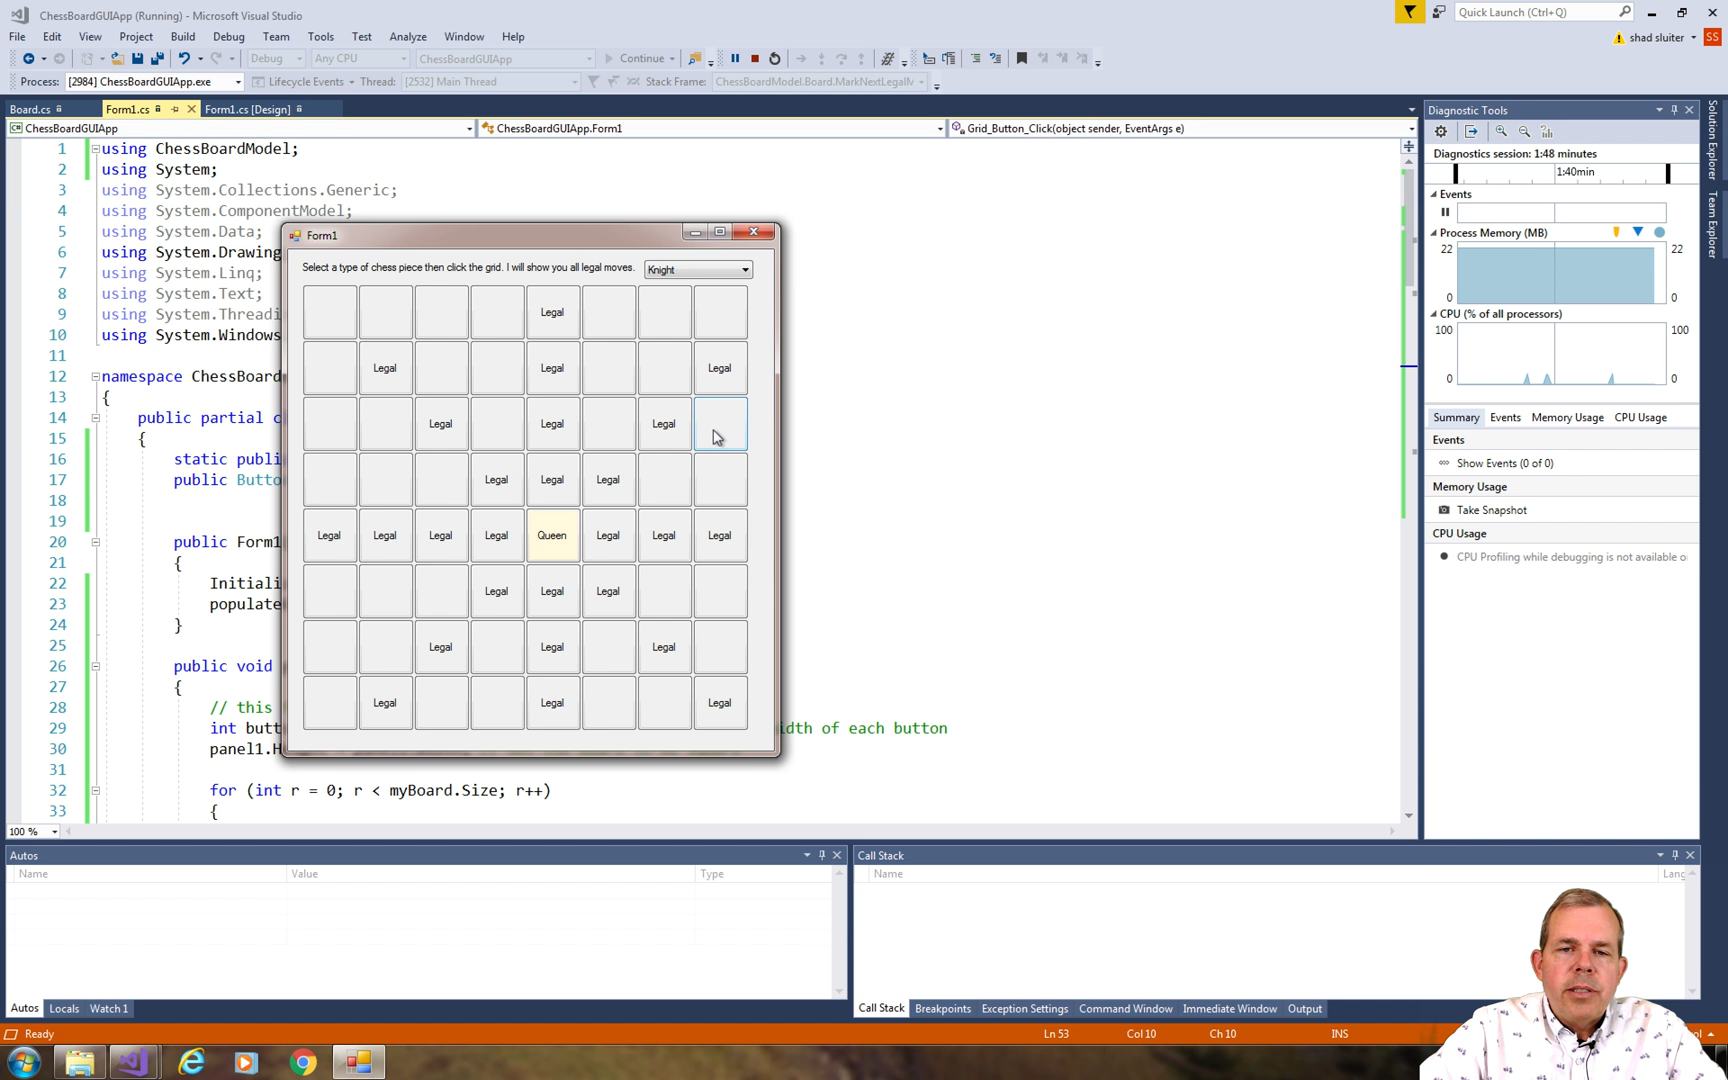 ChessBoardGUIApp (Running) - Microsoft Visual Studio
Quick Launch (Ctrl+Q)
File Edit View Project Build Debug Team Tools Test Analyze Window Help
shad sluiter SS
Debug Any CPU ChessBoardGUIApp Continue
Process: [2984] ChessBoardGUIApp.exe Lifecycle Events Thread: [2532] Main Thread Stack Frame: ChessBoardModel.Board.MarkNextLegalM
Board.cs Form1.cs Form1.cs [Design]
ChessBoardGUIApp ChessBoardGUIApp.Form1 Grid_Button_Click(object sender, EventArgs e)
1 using ChessBoardModel;
2 using System;
3 using System.Collections.Generic;
4 using System.ComponentModel;
5 using System.Data;
6 using System.Drawing
7 using System.Linq;
8 using System.Text;
9 using System.Threadi
10 using System.Windows
11
12 namespace ChessBoard
13 {
14 public partial c
15 {
16 static publi
17 public Butto
18
19
20 public Form1
21 {
22 Initiali
23 populate
24 }
25
26 public void
27 {
28 // this
29 int butt idth of each button
30 panel1.H
31
32 for (int r = 0; r < myBoard.Size; r++)
33 {
100 %
Form1
Select a type of chess piece then click the grid. I will show you all legal moves. Knight
Legal
Legal Legal Legal
Legal Legal Legal
Legal Legal Legal
Legal Legal Legal Legal Queen Legal Legal Legal
Legal Legal Legal
Legal Legal Legal
Legal Legal Legal
Diagnostic Tools
Diagnostics session: 1:48 minutes
1:40min
Events
Process Memory (MB)
22 22
0 0
CPU (% of all processors)
100 100
0 0
Summary Events Memory Usage CPU Usage
Events
Show Events (0 of 0)
Memory Usage
Take Snapshot
CPU Usage
CPU Profiling while debugging is not available o
Solution Explorer
Team Explorer
Autos
Name Value Type
Autos Locals Watch 1
Call Stack
Name Lang
Call Stack Breakpoints Exception Settings Command Window Immediate Window Output
Ready Ln 53 Col 10 Ch 10 INS